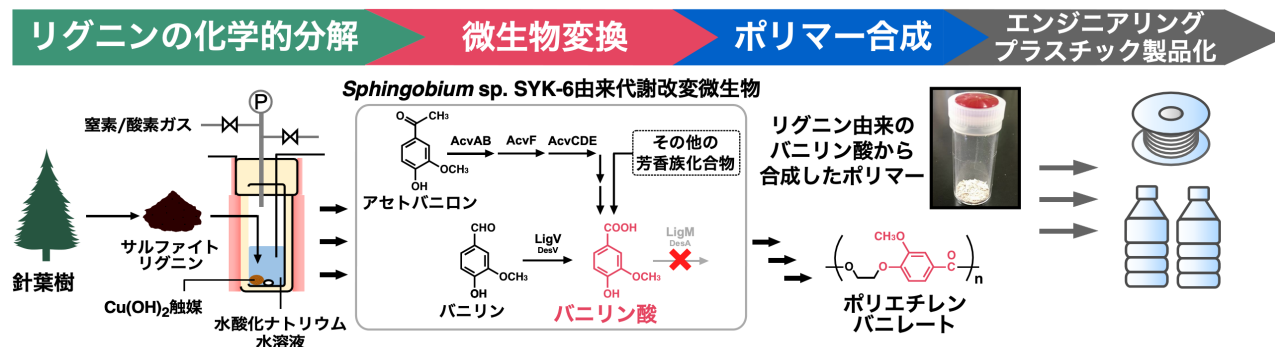 リグニンの化学的分解
微生物変換
ポリマー合成
エンジニアリング
プラスチック製品化
窒素/酸素ガス
P
針葉樹
サルファイト
リグニン
Cu(OH)2触媒
水酸化ナトリウム
水溶液
Sphingobium sp. SYK-6由来代謝改変微生物
O
CH3
OCH3
OH
アセトバニロン
AcvAB
AcvF
AcvCDE
その他の
芳香族化合物
CHO
OCH3
OH
バニリン
LigV
DesV
COOH
OCH3
OH
バニリン酸
LigM
DesA
リグニン由来の
バニリン酸から
合成したポリマー
CH3O
O
O
O
C
n
ポリエチレン
バニレート